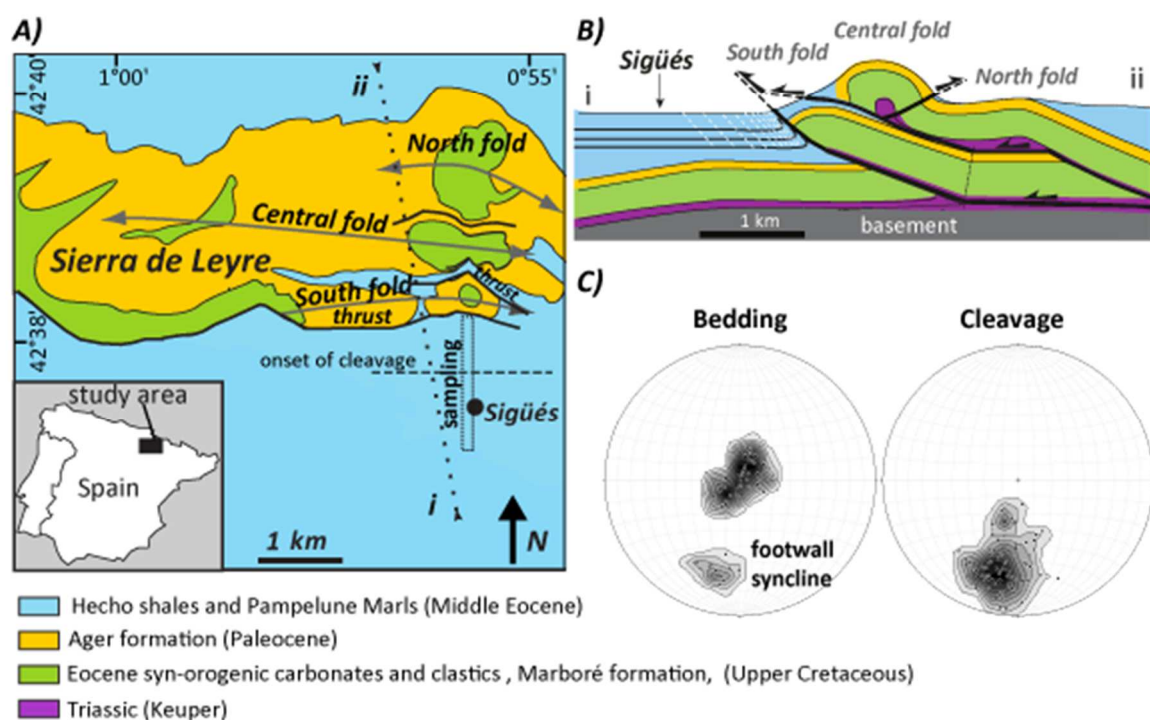 A)
1°00'
0°55'
42°40'
42°38'
ii
North fold
Central fold
Sierra de Leyre
South fold
thrust
thrust
onset of cleavage
sampling
Sigüés
i
study area
Spain
1 km
N
B)
Central fold
South fold
Sigüés
North fold
i
ii
1 km
basement
C)
Bedding
Cleavage
footwall
syncline
Hecho shales and Pampelune Marls (Middle Eocene)
Ager formation (Paleocene)
Eocene syn-orogenic carbonates and clastics , Marboré formation, (Upper Cretaceous)
Triassic (Keuper)